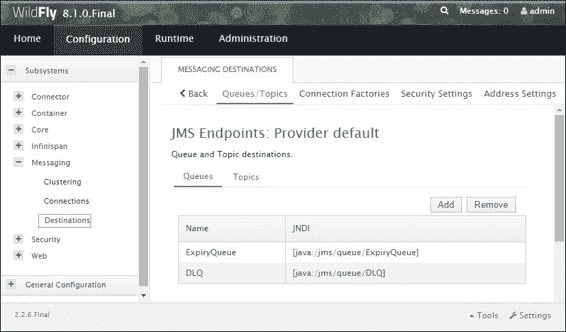 WildFly 8.1.0.Final
Messages: 0 admin
Home Configuration Runtime Administration
Subsystems
Connector
Container
Core
Infinispan
Messaging
Clustering
Connections
Destinations
Security
Web
General Configuration
MESSAGING DESTINATIONS
Back Queues/Topics Connection Factories Security Settings Address Settings
JMS Endpoints: Provider default
Queue and Topic destinations.
Queues Topics
Add Remove
Name JNDI
ExpiryQueue [java:/jms/queue/ExpiryQueue]
DLQ [java:/jms/queue/DLQ]
2.2.6.Final
Tools Settings